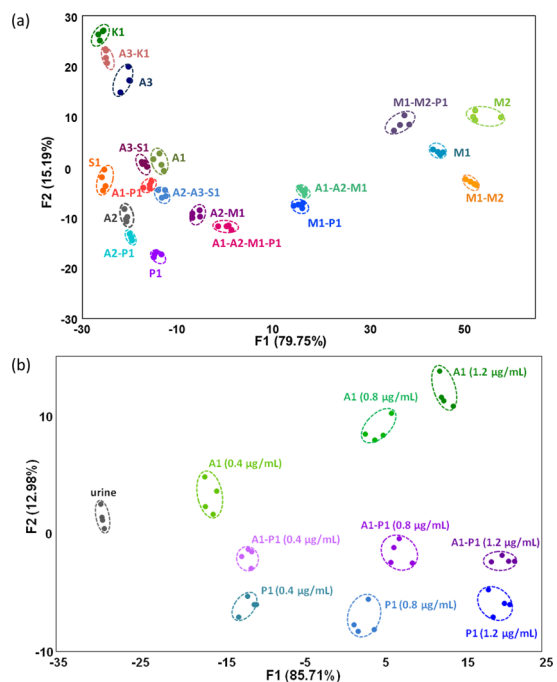 (a)
30
20
10
0
-10
-20
-30
F2 (15.19%)
K1
A3-K1
A3
M1-M2-P1
M2
S1
A3-S1
A1
M1
A1-P1
A2-A3-S1
A1-A2-M1
M1-M2
A2
A2-M1
M1-P1
A2-P1
A1-A2-M1-P1
P1
-30
-10
10
30
50
F1 (79.75%)
(b)
10
0
-10
F2 (12.98%)
A1 (1.2 µg/mL)
A1 (0.8 µg/mL)
A1 (0.4 µg/mL)
urine
A1-P1 (0.4 µg/mL)
A1-P1 (0.8 µg/mL)
A1-P1 (1.2 µg/mL)
P1 (0.4 µg/mL)
P1 (0.8 µg/mL)
P1 (1.2 µg/mL)
-35
-25
-15
-5
5
15
25
F1 (85.71%)